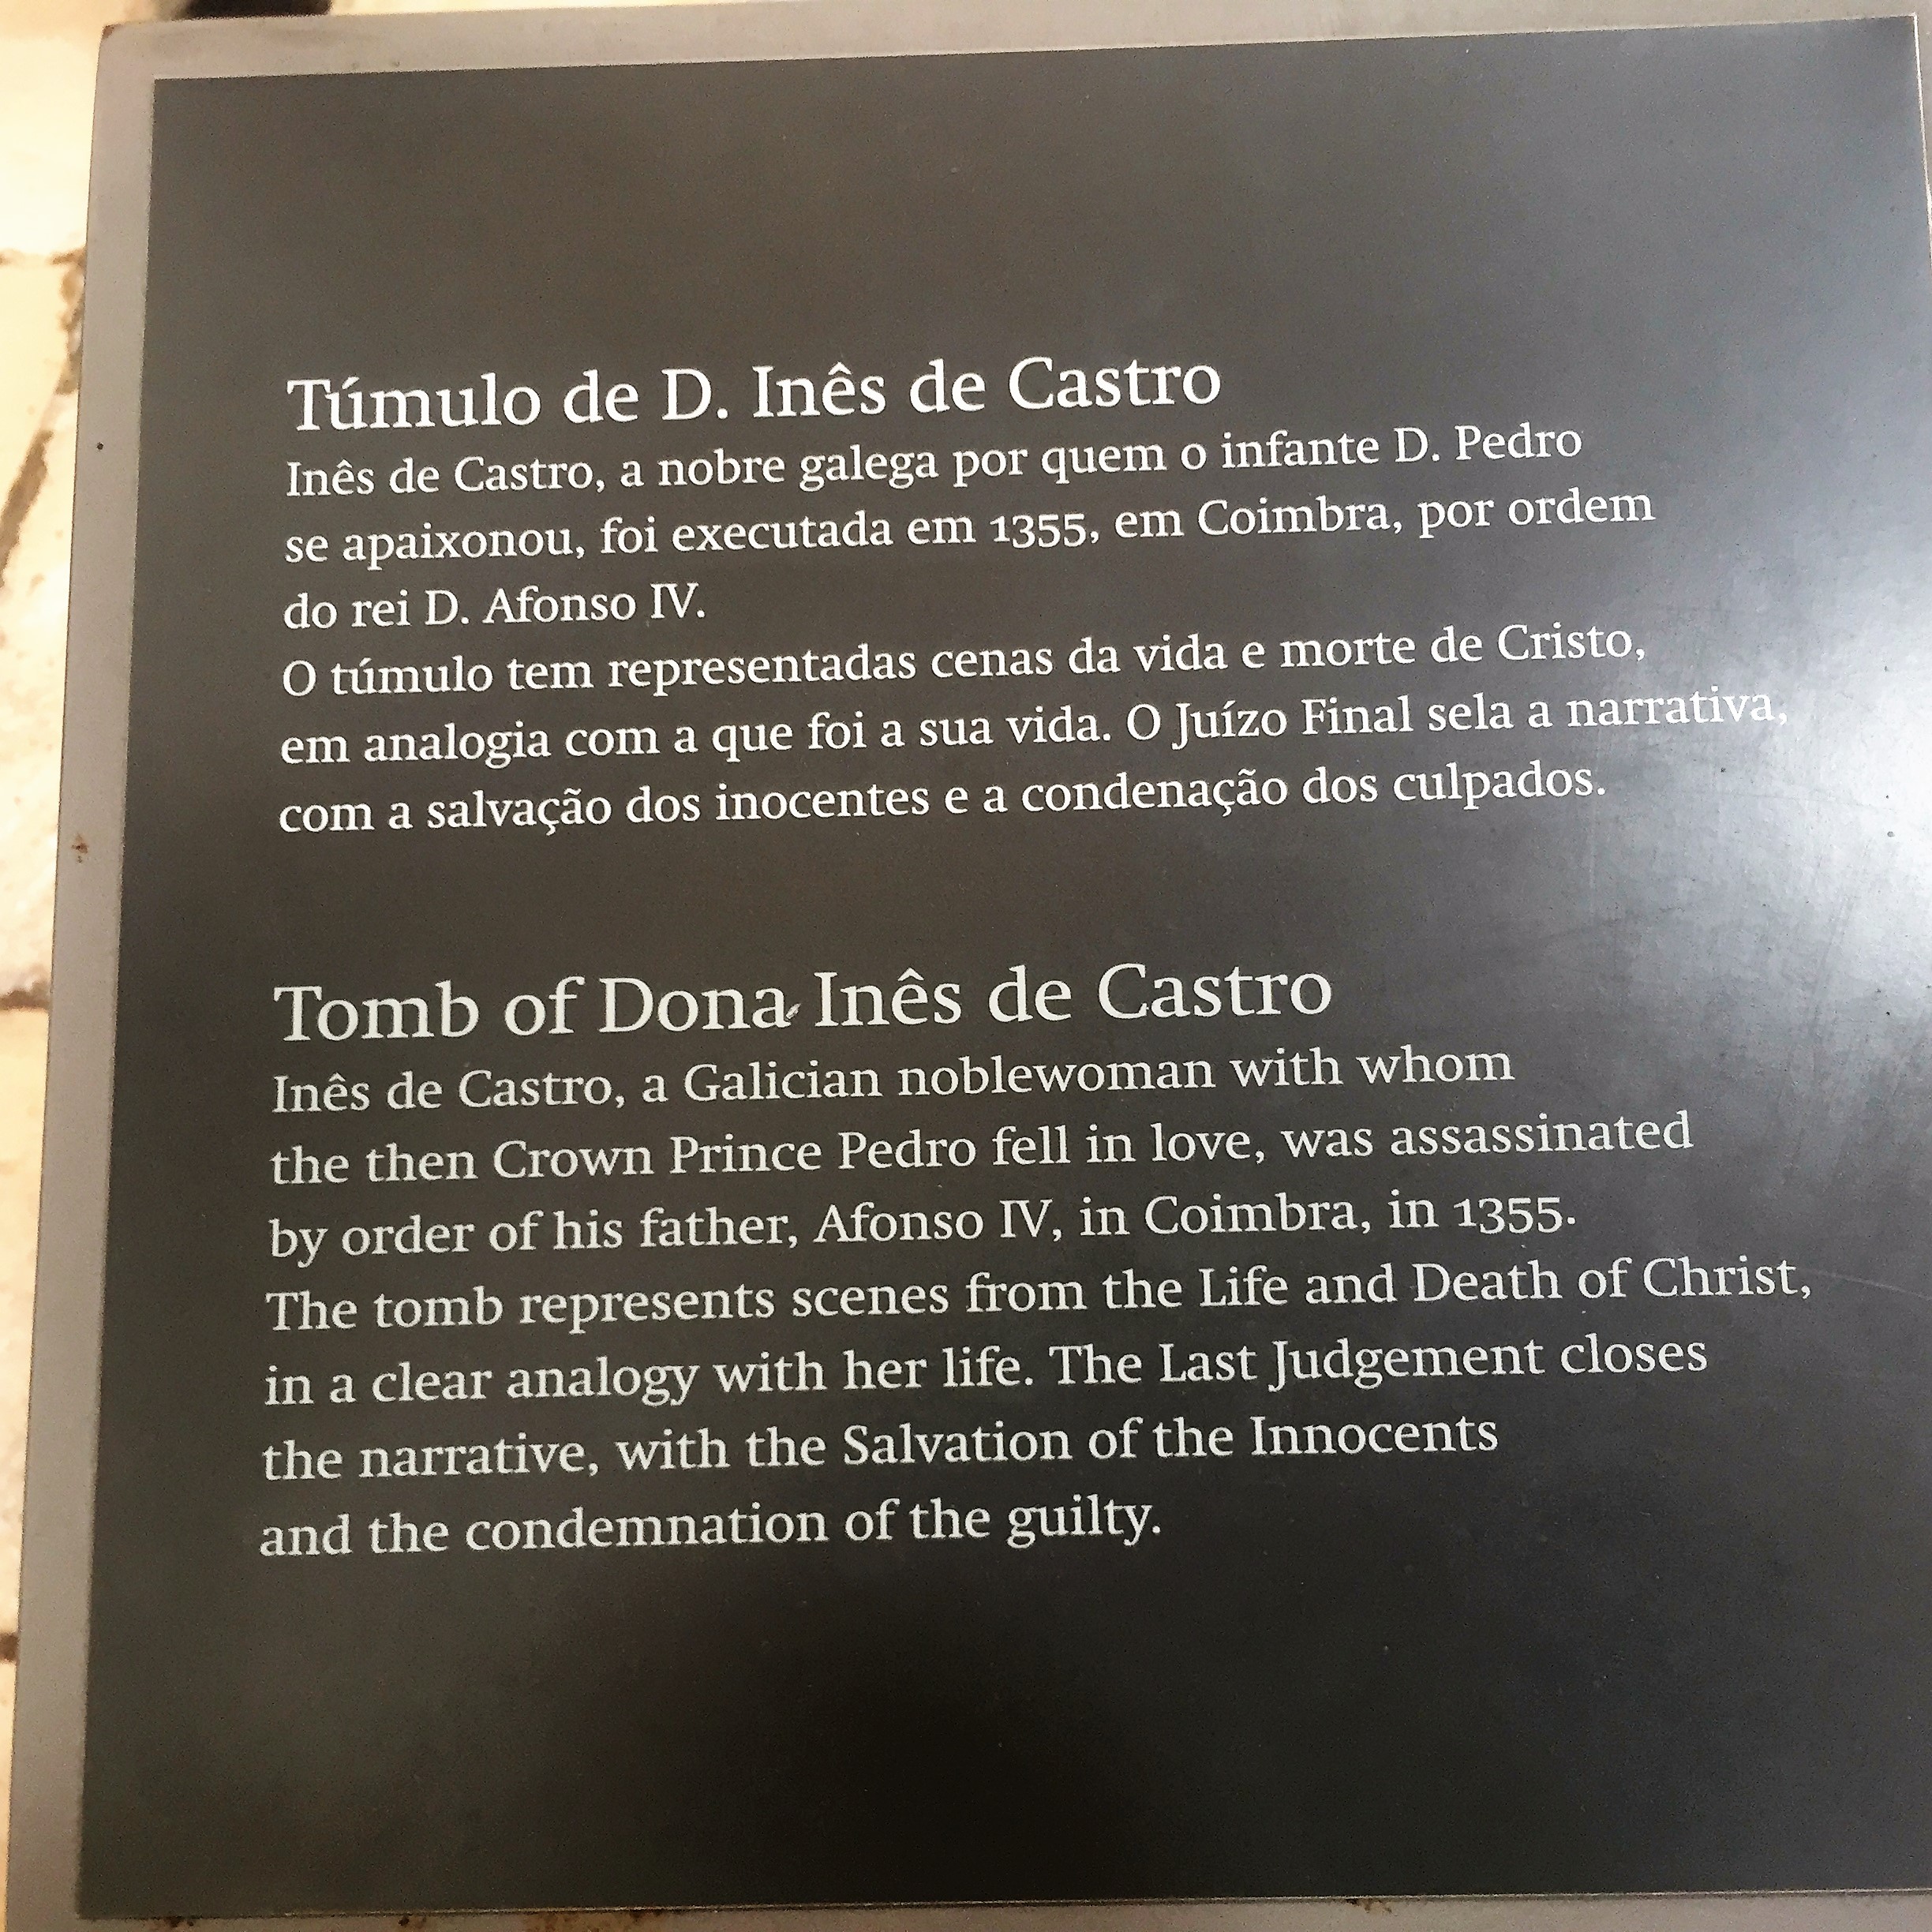 Túmulo de D. Inês de Castro
Inês de Castro, a nobre galega por quem o infante D. Pedro
se apaixonou, foi executada em 1355, em Coimbra, por ordem
do rei D. Afonso IV.
O túmulo tem representadas cenas da vida e morte de Cristo,
em analogia com a que foi a sua vida. O Juízo Final sela a narrativa,
com a salvação dos inocentes e a condenação dos culpados.
Tomb of Dona Inês de Castro
Inês de Castro, a Galician noblewoman with whom
the then Crown Prince Pedro fell in love, was assassinated
by order of his father, Afonso IV, in Coimbra, in 1355.
The tomb represents scenes from the Life and Death of Christ,
in a clear analogy with her life. The Last Judgement closes
the narrative, with the Salvation of the Innocents
and the condemnation of the guilty.